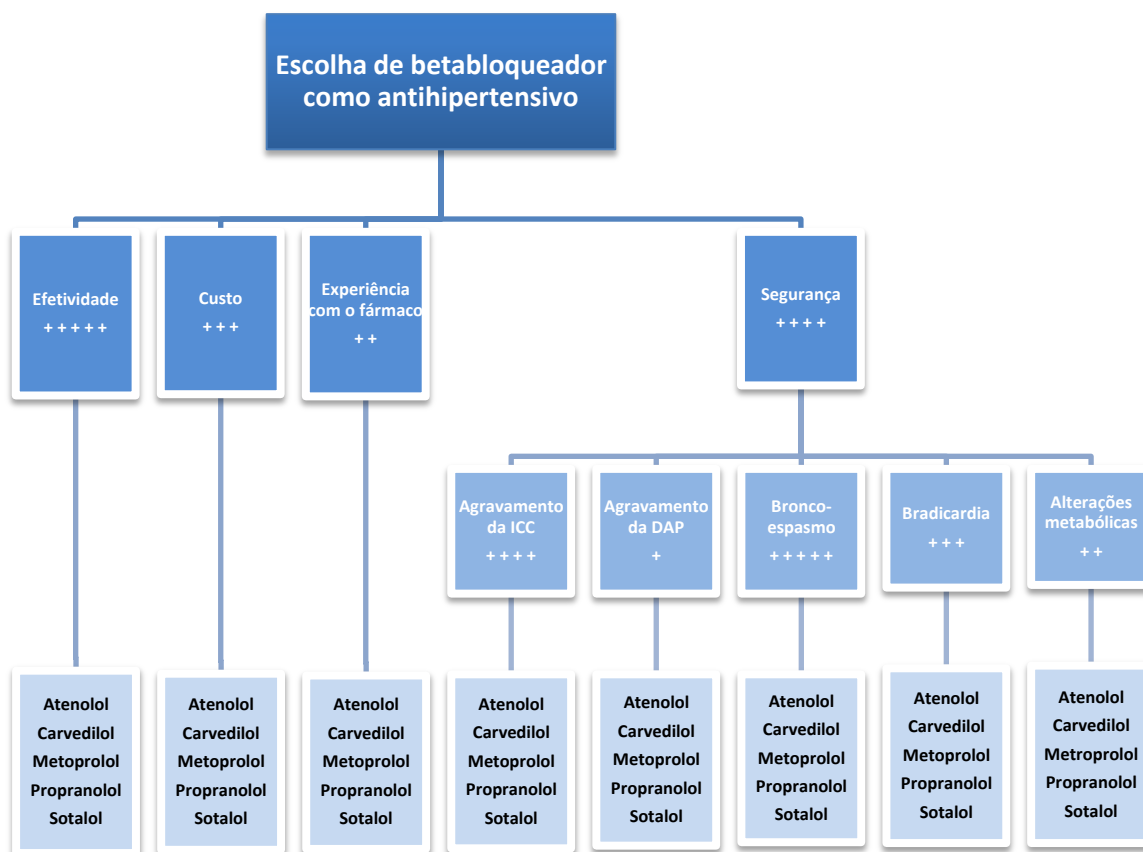 Escolha de betabloqueador
como antihipertensivo
Efetividade
+ + + + +
Custo
+ + +
Experiência
com o fármaco
+ +
Segurança
+ + + +
Agravamento
da ICC
+ + + +
Agravamento
da DAP
+
Bronco-
espasmo
+ + + + +
Bradicardia
+ + +
Alterações
metabólicas
+ +
Atenolol
Carvedilol
Metoprolol
Propranolol
Sotalol
Atenolol
Carvedilol
Metoprolol
Propranolol
Sotalol
Atenolol
Carvedilol
Metoprolol
Propranolol
Sotalol
Atenolol
Carvedilol
Metoprolol
Propranolol
Sotalol
Atenolol
Carvedilol
Metoprolol
Propranolol
Sotalol
Atenolol
Carvedilol
Metoprolol
Propranolol
Sotalol
Atenolol
Carvedilol
Metoprolol
Propranolol
Sotalol
Atenolol
Carvedilol
Metroprolol
Propranolol
Sotalol